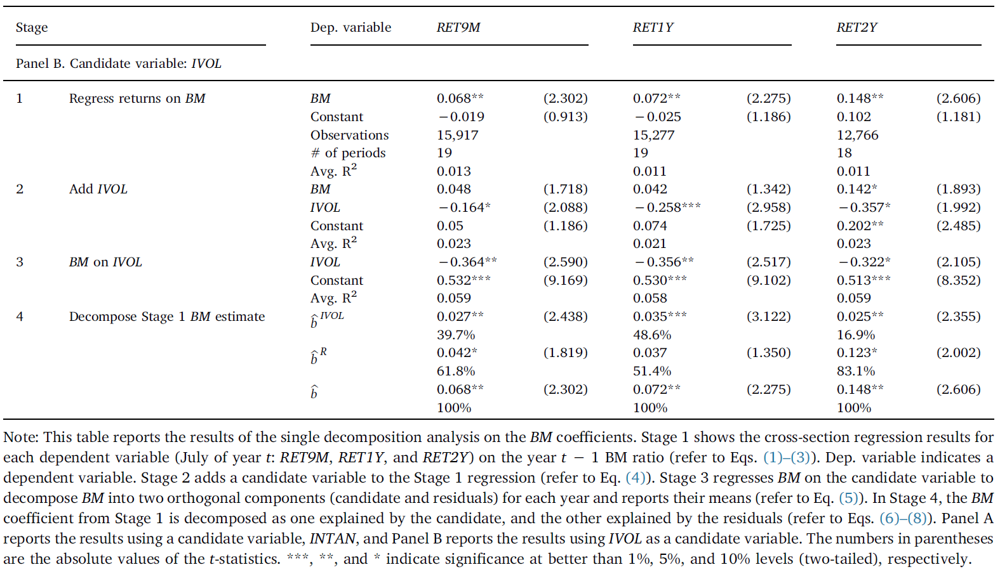 Stage Dep. variable RET9M RET1Y RET2Y
Panel B. Candidate variable: IVOL
1 Regress returns on BM BM 0.068** (2.302) 0.072** (2.275) 0.148** (2.606)
Constant −0.019 (0.913) −0.025 (1.186) 0.102 (1.181)
Observations 15,917 15,277 12,766
# of periods 19 19 18
Avg. R² 0.013 0.011 0.011
2 Add IVOL BM 0.048 (1.718) 0.042 (1.342) 0.142* (1.893)
IVOL −0.164* (2.088) −0.258*** (2.958) −0.357* (1.992)
Constant 0.05 (1.186) 0.074 (1.725) 0.202** (2.485)
Avg. R² 0.023 0.021 0.023
3 BM on IVOL IVOL −0.364** (2.590) −0.356** (2.517) −0.322* (2.105)
Constant 0.532*** (9.169) 0.530*** (9.102) 0.513*** (8.352)
Avg. R² 0.059 0.058 0.059
4 Decompose Stage 1 BM estimate b̂ IVOL 0.027** (2.438) 0.035*** (3.122) 0.025** (2.355)
39.7% 48.6% 16.9%
b̂ R 0.042* (1.819) 0.037 (1.350) 0.123* (2.002)
61.8% 51.4% 83.1%
b̂ 0.068** (2.302) 0.072** (2.275) 0.148** (2.606)
100% 100% 100%
Note: This table reports the results of the single decomposition analysis on the BM coefficients. Stage 1 shows the cross-section regression results for
each dependent variable (July of year t: RET9M, RET1Y, and RET2Y) on the year t − 1 BM ratio (refer to Eqs. (1)–(3)). Dep. variable indicates a
dependent variable. Stage 2 adds a candidate variable to the Stage 1 regression (refer to Eq. (4)). Stage 3 regresses BM on the candidate variable to
decompose BM into two orthogonal components (candidate and residuals) for each year and reports their means (refer to Eq. (5)). In Stage 4, the BM
coefficient from Stage 1 is decomposed as one explained by the candidate, and the other explained by the residuals (refer to Eqs. (6)–(8)). Panel A
reports the results using a candidate variable, INTAN, and Panel B reports the results using IVOL as a candidate variable. The numbers in parentheses
are the absolute values of the t-statistics. ***, **, and * indicate significance at better than 1%, 5%, and 10% levels (two-tailed), respectively.